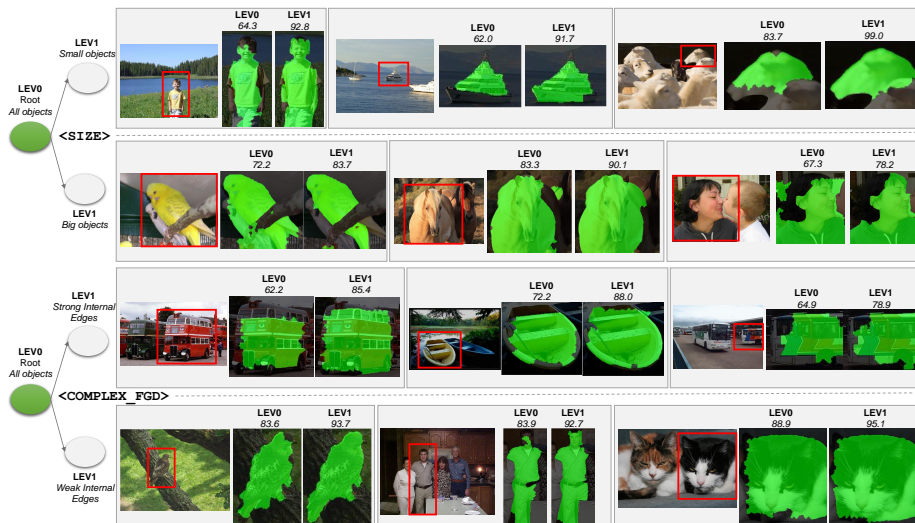 LEV1
Small objects
LEV0
Root
All objects
<SIZE>
LEV1
Big objects
LEV0 LEV1
64.3 92.8
LEV0 LEV1
62.0 91.7
LEV0 LEV1
83.7 99.0
LEV0 LEV1
72.2 83.7
LEV0 LEV1
83.3 90.1
LEV0 LEV1
67.3 78.2
LEV1
Strong Internal
Edges
LEV0
Root
All objects
<COMPLEX_FGD>
LEV1
Weak Internal
Edges
LEV0 LEV1
62.2 85.4
LEV0 LEV1
72.2 88.0
LEV0 LEV1
64.9 78.9
LEV0 LEV1
83.6 93.7
LEV0 LEV1
83.9 92.7
LEV0 LEV1
88.9 95.1